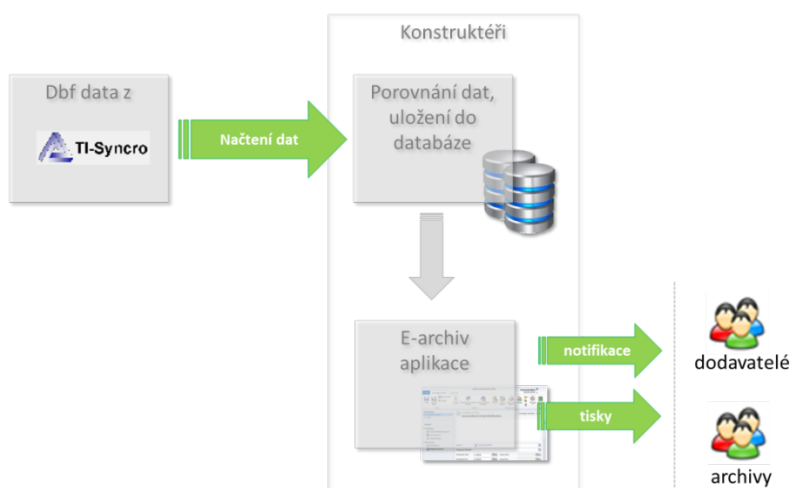 Konstruktéři
Dbf data z
TI-Syncro
Načtení dat
Porovnání dat,
uložení do
databáze
E-archiv
aplikace
notifikace
dodavatelé
tisky
archivy